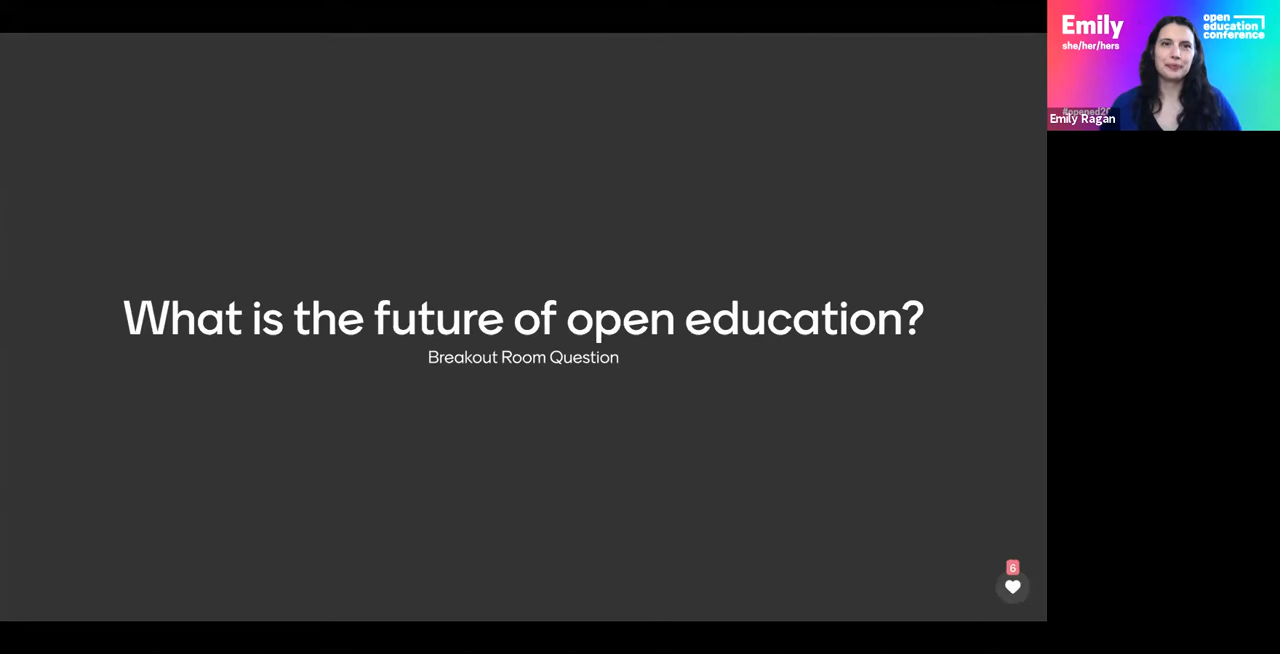 What is the future of open education?
Breakout Room Question
6
Emily
she/her/hers
open
education
conference
Emily Ragan